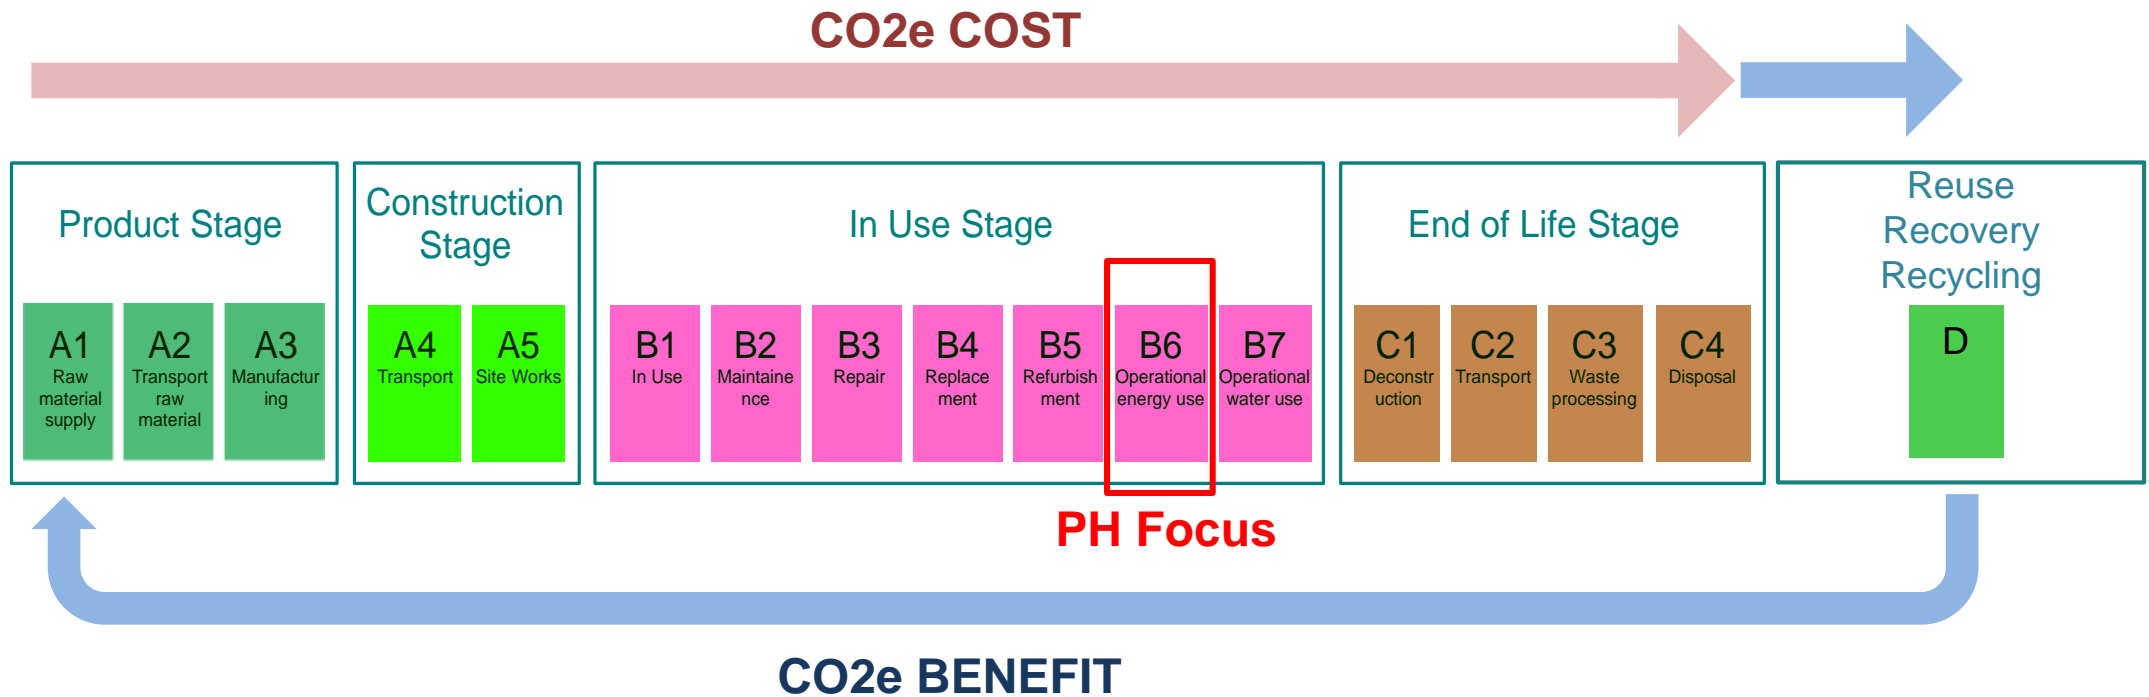 CO2e COST
Product Stage
A1
Raw
material
supply
A2
Transport
raw
material
A3
Manufactur
ing
Construction
Stage
A4
Transport
A5
Site Works
In Use Stage
B1
In Use
B2
Maintaine
nce
B3
Repair
B4
Replace
ment
B5
Refurbish
ment
B6
Operational
energy use
B7
Operational
water use
PH Focus
End of Life Stage
C1
Deconstr
uction
C2
Transport
C3
Waste
processing
C4
Disposal
Reuse
Recovery
Recycling
D
CO2e BENEFIT